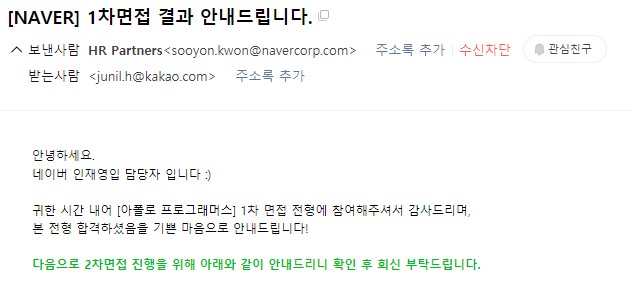 [NAVER] 1차면접 결과 안내드립니다.
보낸사람 HR Partners<sooyon.kwon@navercorp.com> 주소록 추가 수신차단 관심친구
받는사람 <junil.h@kakao.com> 주소록 추가
안녕하세요.
네이버 인재영입 담당자 입니다 :)
귀한 시간 내어 [아폴로 프로그래머스] 1차 면접 전형에 참여해주셔서 감사드리며,
본 전형 합격하셨음을 기쁜 마음으로 안내드립니다!
다음으로 2차면접 진행을 위해 아래와 같이 안내드리니 확인 후 회신 부탁드립니다.